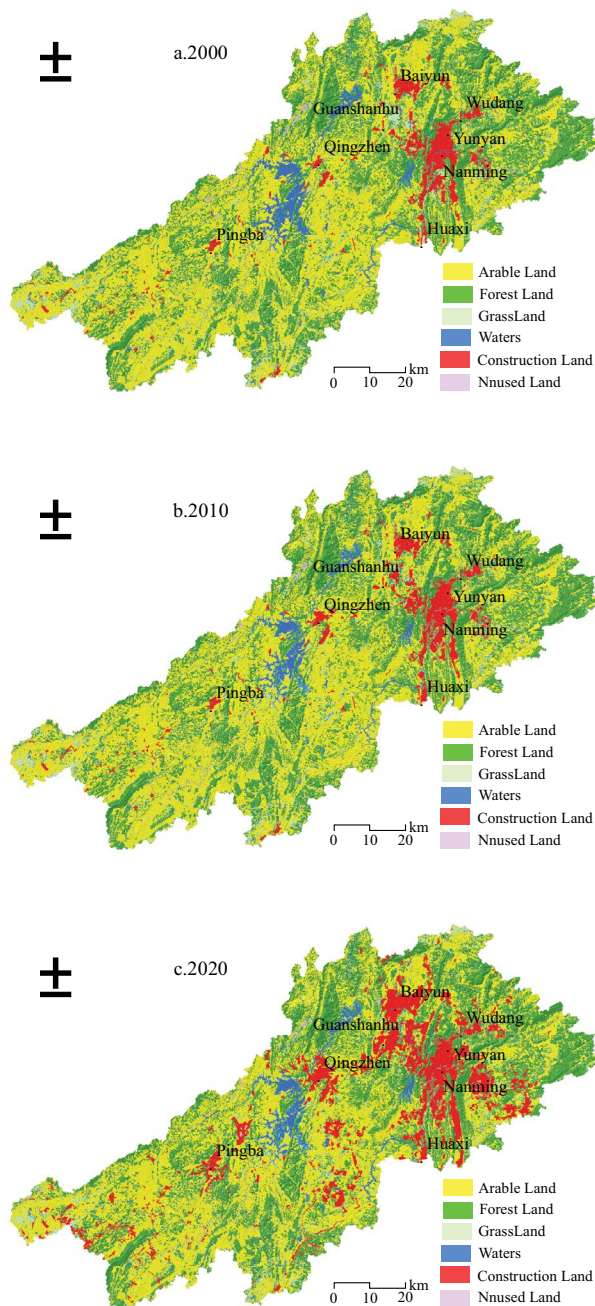 a.2000
Baiyun
Wudang
Guanshanhu
Yunyan
Qingzhen
Nanming
Pingba
Huaxi
Arable Land
Forest Land
GrassLand
Waters
Construction Land
Nnused Land
km
0 10 20
b.2010
Baiyun
Wudang
Guanshanhu
Yunyan
Qingzhen
Nanming
Pingba
Huaxi
Arable Land
Forest Land
GrassLand
Waters
Construction Land
Nnused Land
km
0 10 20
c.2020
Baiyun
Wudang
Guanshanhu
Yunyan
Qingzhen
Nanming
Pingba
Huaxi
Arable Land
Forest Land
GrassLand
Waters
Construction Land
Nnused Land
km
0 10 20